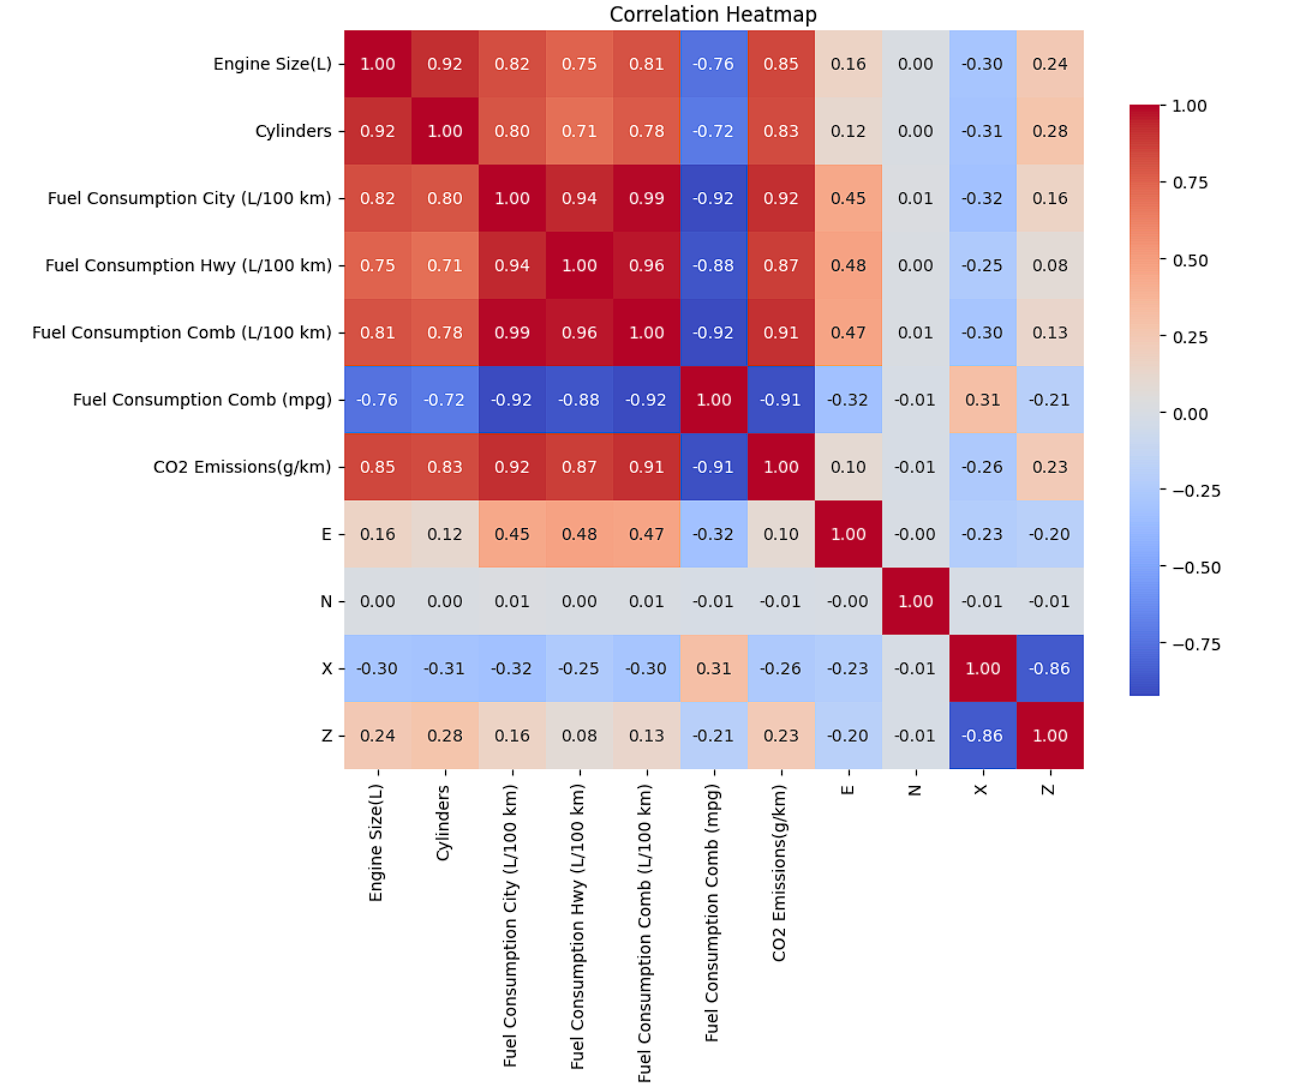 Correlation Heatmap
Engine Size(L) 1.00 0.92 0.82 0.75 0.81 -0.76 0.85 0.16 0.00 -0.30 0.24
Cylinders 0.92 1.00 0.80 0.71 0.78 -0.72 0.83 0.12 0.00 -0.31 0.28
Fuel Consumption City (L/100 km) 0.82 0.80 1.00 0.94 0.99 -0.92 0.92 0.45 0.01 -0.32 0.16
Fuel Consumption Hwy (L/100 km) 0.75 0.71 0.94 1.00 0.96 -0.88 0.87 0.48 0.00 -0.25 0.08
Fuel Consumption Comb (L/100 km) 0.81 0.78 0.99 0.96 1.00 -0.92 0.91 0.47 0.01 -0.30 0.13
Fuel Consumption Comb (mpg) -0.76 -0.72 -0.92 -0.88 -0.92 1.00 -0.91 -0.32 -0.01 0.31 -0.21
CO2 Emissions(g/km) 0.85 0.83 0.92 0.87 0.91 -0.91 1.00 0.10 -0.01 -0.26 0.23
E 0.16 0.12 0.45 0.48 0.47 -0.32 0.10 1.00 -0.00 -0.23 -0.20
N 0.00 0.00 0.01 0.00 0.01 -0.01 -0.01 -0.00 1.00 -0.01 -0.01
X -0.30 -0.31 -0.32 -0.25 -0.30 0.31 -0.26 -0.23 -0.01 1.00 -0.86
Z 0.24 0.28 0.16 0.08 0.13 -0.21 0.23 -0.20 -0.01 -0.86 1.00
Engine Size(L)
Cylinders
Fuel Consumption City (L/100 km)
Fuel Consumption Hwy (L/100 km)
Fuel Consumption Comb (L/100 km)
Fuel Consumption Comb (mpg)
CO2 Emissions(g/km)
E
N
X
Z
1.00
0.75
0.50
0.25
0.00
−0.25
−0.50
−0.75